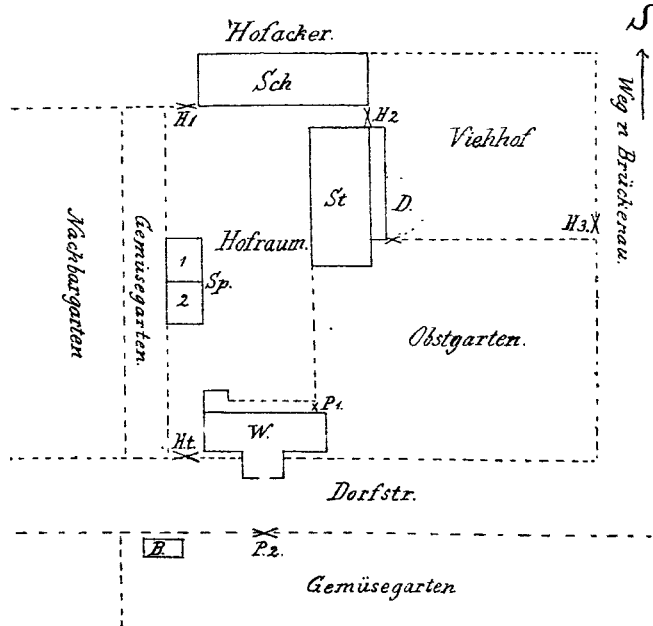 S
Hofacker.
Weg n Brückenau.
Sch
H1
H2
Viehhof
St
D.
Nachbargarten
Gemüsegarten.
Hofraum.
H3.
1
Sp.
2
Obstgarten.
P1.
W.
H.t.
Dorfstr.
B.
P.2.
Gemüsegarten